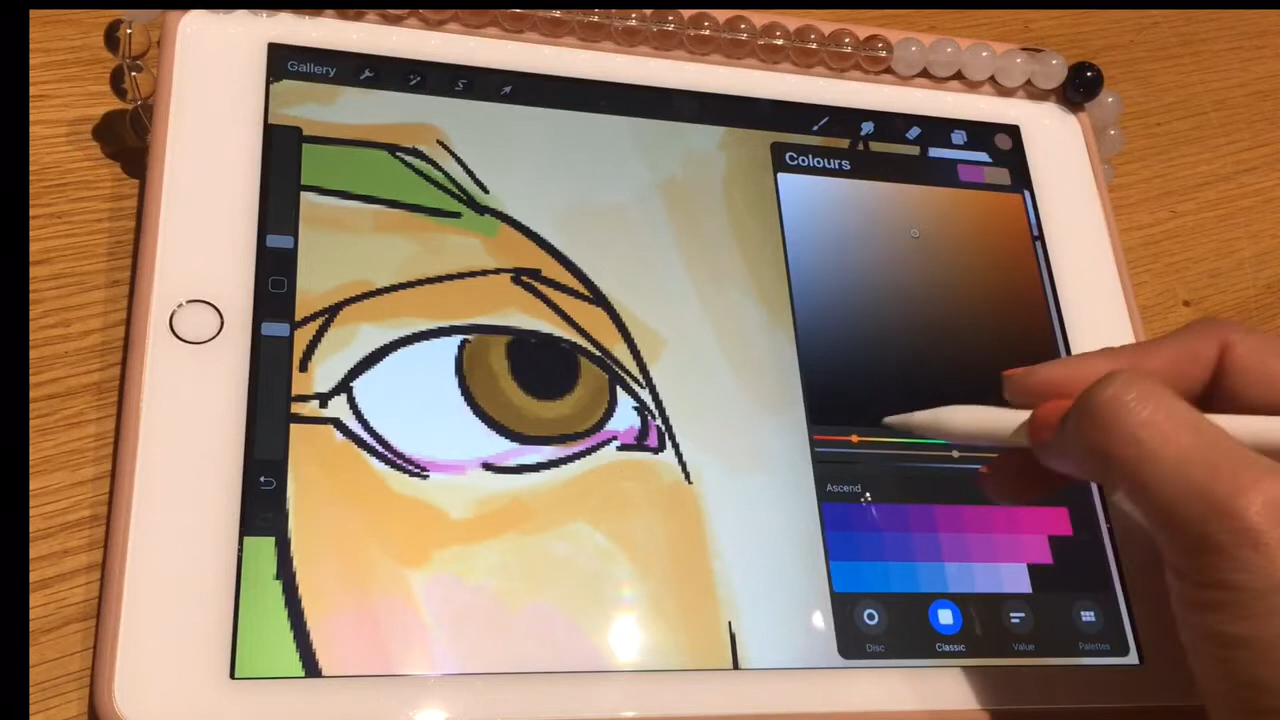 Gallery
Colours
Ascend
Disc
Classic
Value
Palettes